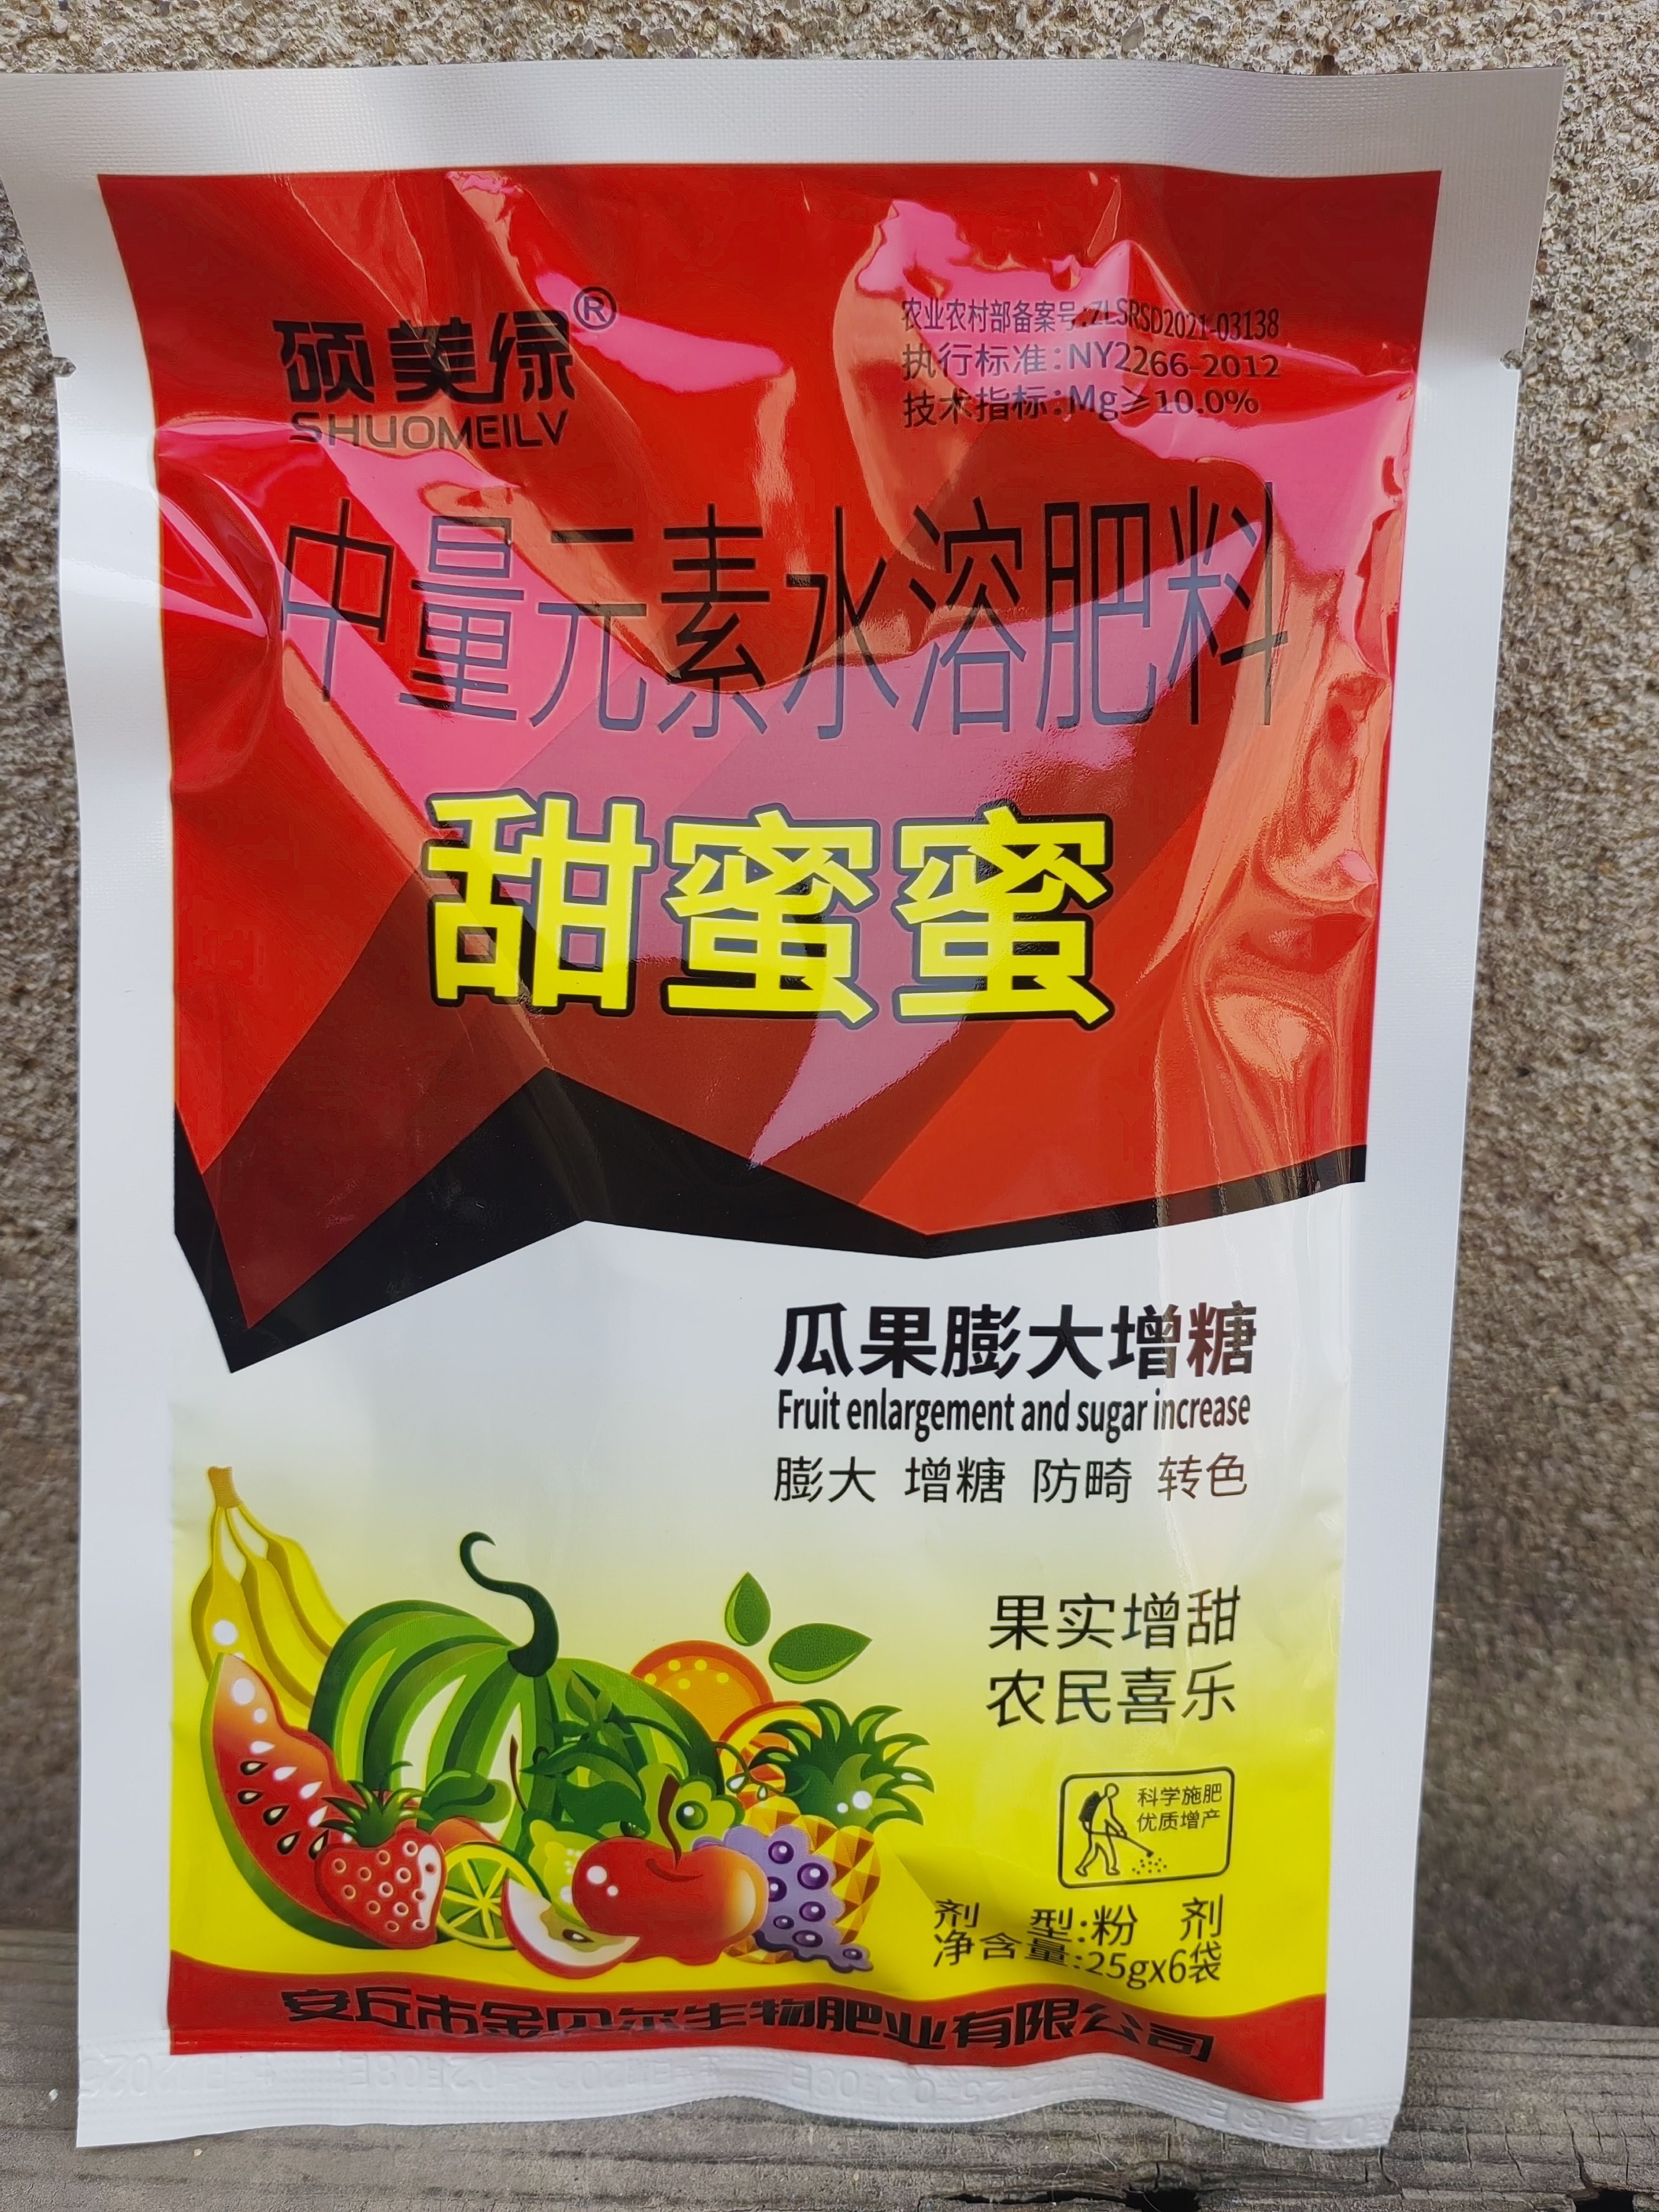 硕美绿®
SHUOMEILV
农业农村部备案号:ZLSRSD2021-03138
执行标准:NY2266-2012
技术指标:Mg≥10.0%
中量元素水溶肥料
甜蜜蜜
瓜果膨大增糖
Fruit enlargement and sugar increase
膨大 增糖 防畸 转色
果实增甜
农民喜乐
科学施肥
优质增产
剂 型:粉 剂
净含量:25gx6袋
安丘市金贝尔生物肥业有限公司